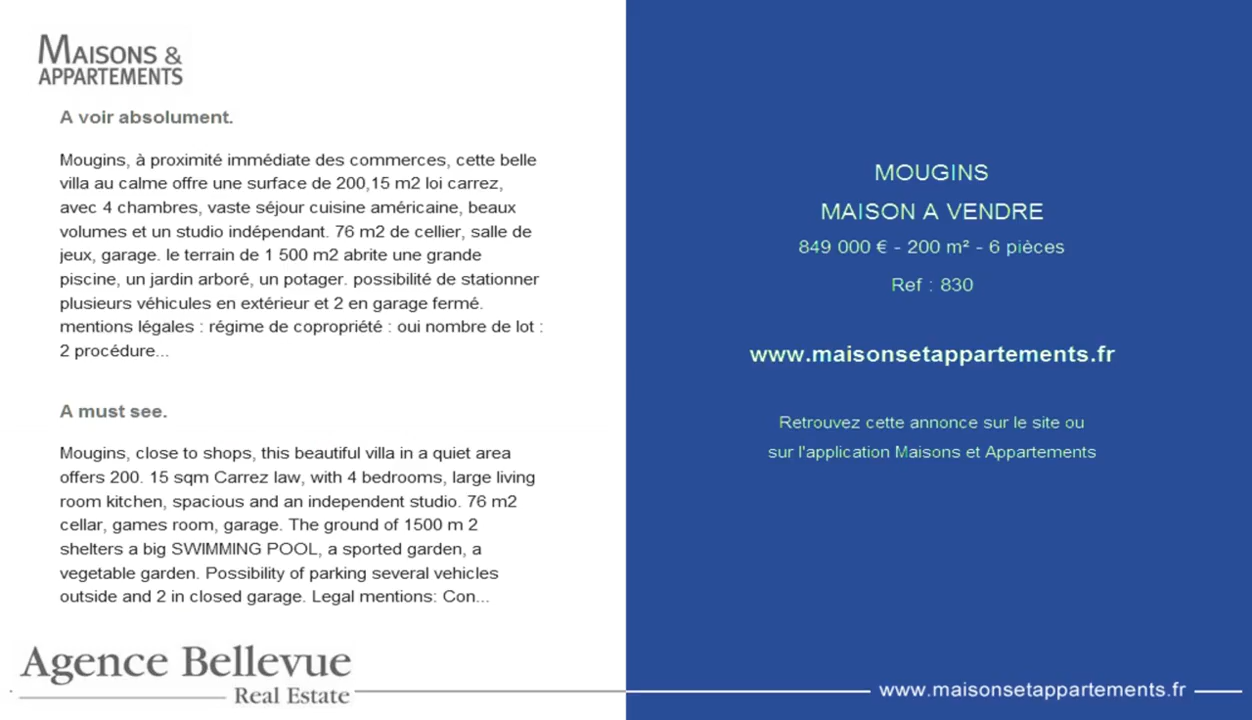 MAISONS &
APPARTEMENTS
A voir absolument.
Mougins, à proximité immédiate des commerces, cette belle
villa au calme offre une surface de 200,15 m2 loi carrez,
avec 4 chambres, vaste séjour cuisine américaine, beaux
volumes et un studio indépendant. 76 m2 de cellier, salle de
jeux, garage. le terrain de 1 500 m2 abrite une grande
piscine, un jardin arboré, un potager. possibilité de stationner
plusieurs véhicules en extérieur et 2 en garage fermé.
mentions légales : régime de copropriété : oui nombre de lot :
2 procédure...
A must see.
Mougins, close to shops, this beautiful villa in a quiet area
offers 200. 15 sqm Carrez law, with 4 bedrooms, large living
room kitchen, spacious and an independent studio. 76 m2
cellar, games room, garage. The ground of 1500 m 2
shelters a big SWIMMING POOL, a sported garden, a
vegetable garden. Possibility of parking several vehicles
outside and 2 in closed garage. Legal mentions: Con...
Agence Bellevue
Real Estate
MOUGINS
MAISON A VENDRE
849 000 € - 200 m² - 6 pièces
Ref : 830
www.maisonsetappartements.fr
Retrouvez cette annonce sur le site ou
sur l'application Maisons et Appartements
www.maisonsetappartements.fr